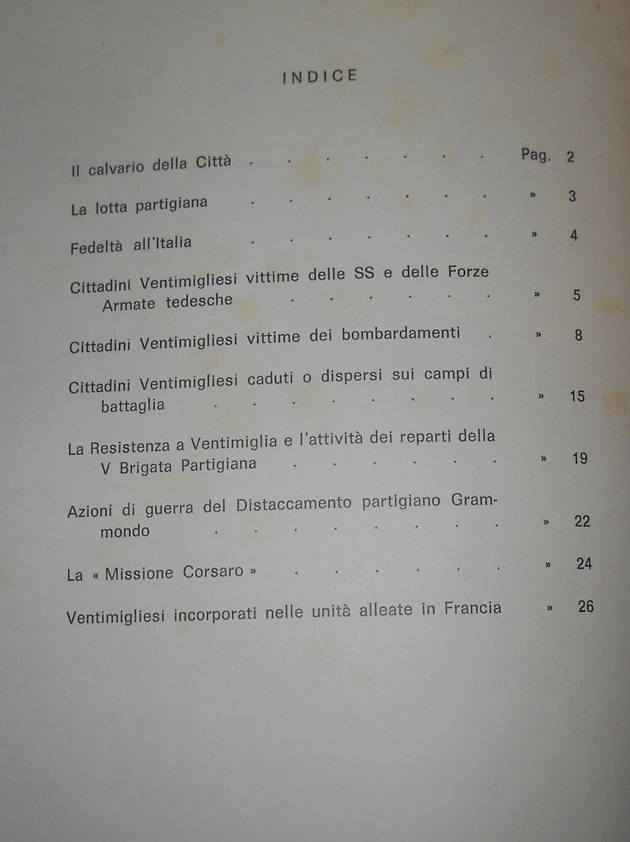 INDICE
Il calvario della Città . . . . . . . Pag. 2
La lotta partigiana . . . . . . . » 3
Fedeltà all'Italia . . . . . . . » 4
Cittadini Ventimigliesi vittime delle SS e delle Forze
Armate tedesche . . . . . . » 5
Cittadini Ventimigliesi vittime dei bombardamenti . » 8
Cittadini Ventimigliesi caduti o dispersi sui campi di
battaglia . . . . . . . . » 15
La Resistenza a Ventimiglia e l'attività dei reparti della
V Brigata Partigiana . . . . . . » 19
Azioni di guerra del Distaccamento partigiano Gram-
mondo . . . . . . . . » 22
La « Missione Corsaro » . . . . . . » 24
Ventimigliesi incorporati nelle unità alleate in Francia » 26